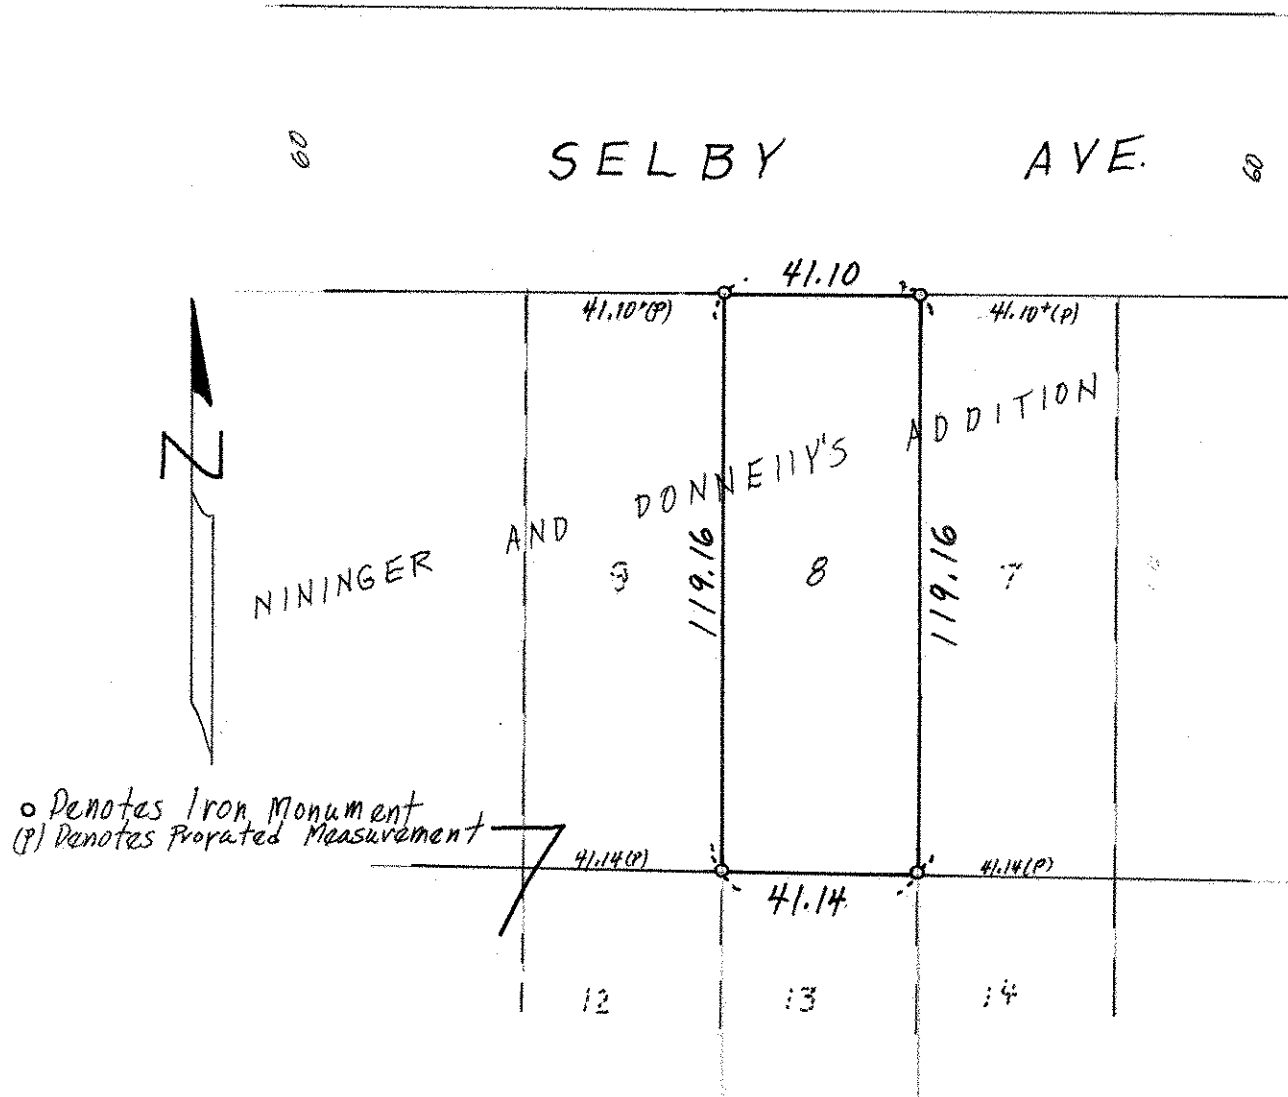 60
SELBY AVE.
60
41.10
41.10+(P)
41.10+(P)
N
NININGER AND DONNEllY'S ADDITION
119.16
119.16
9
8
7
o Denotes Iron Monument
(P) Denotes Prorated Measurement
7
41.14(P)
41.14(P)
41.14
12
13
14